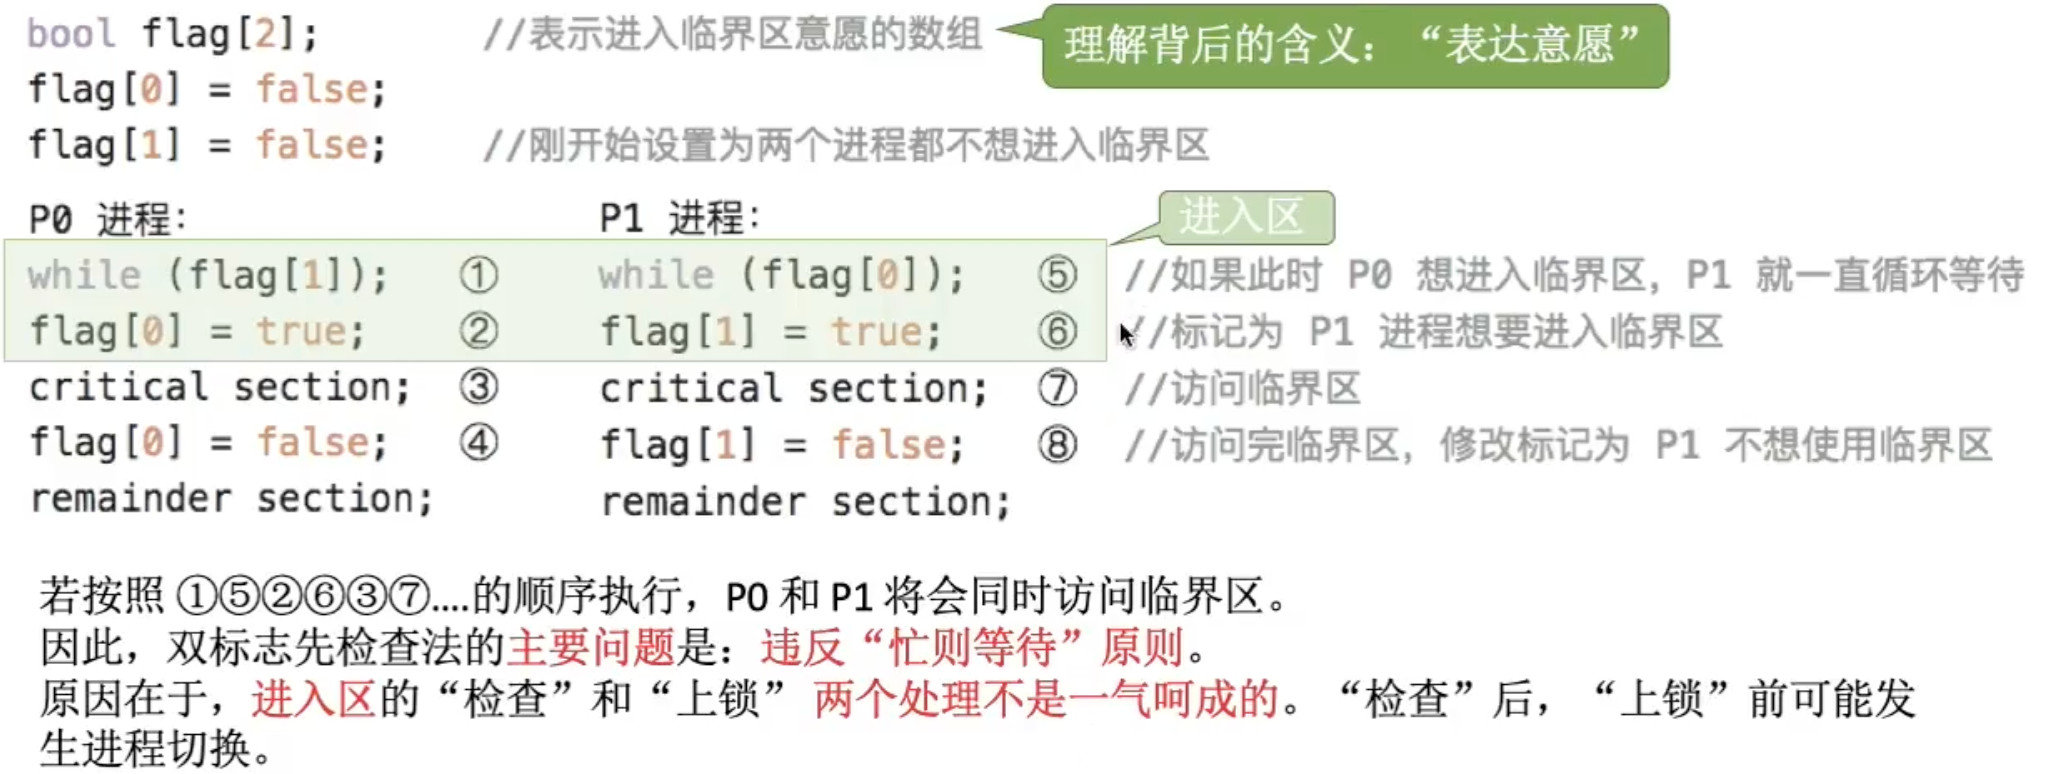 bool flag[2]; //表示进入临界区意愿的数组 理解背后的含义：“表达意愿”
flag[0] = false;
flag[1] = false; //刚开始设置为两个进程都不想进入临界区
P0 进程: P1 进程: 进入区
while (flag[1]); ① while (flag[0]); ⑤ //如果此时 P0 想进入临界区，P1 就一直循环等待
flag[0] = true; ② flag[1] = true; ⑥ //标记为 P1 进程想要进入临界区
critical section; ③ critical section; ⑦ //访问临界区
flag[0] = false; ④ flag[1] = false; ⑧ //访问完临界区，修改标记为 P1 不想使用临界区
remainder section; remainder section;
若按照 ①⑤②⑥③⑦....的顺序执行，P0 和 P1 将会同时访问临界区。
因此，双标志先检查法的主要问题是：违反“忙则等待”原则。
原因在于，进入区的“检查”和“上锁” 两个处理不是一气呵成的。“检查”后，“上锁”前可能发
生进程切换。